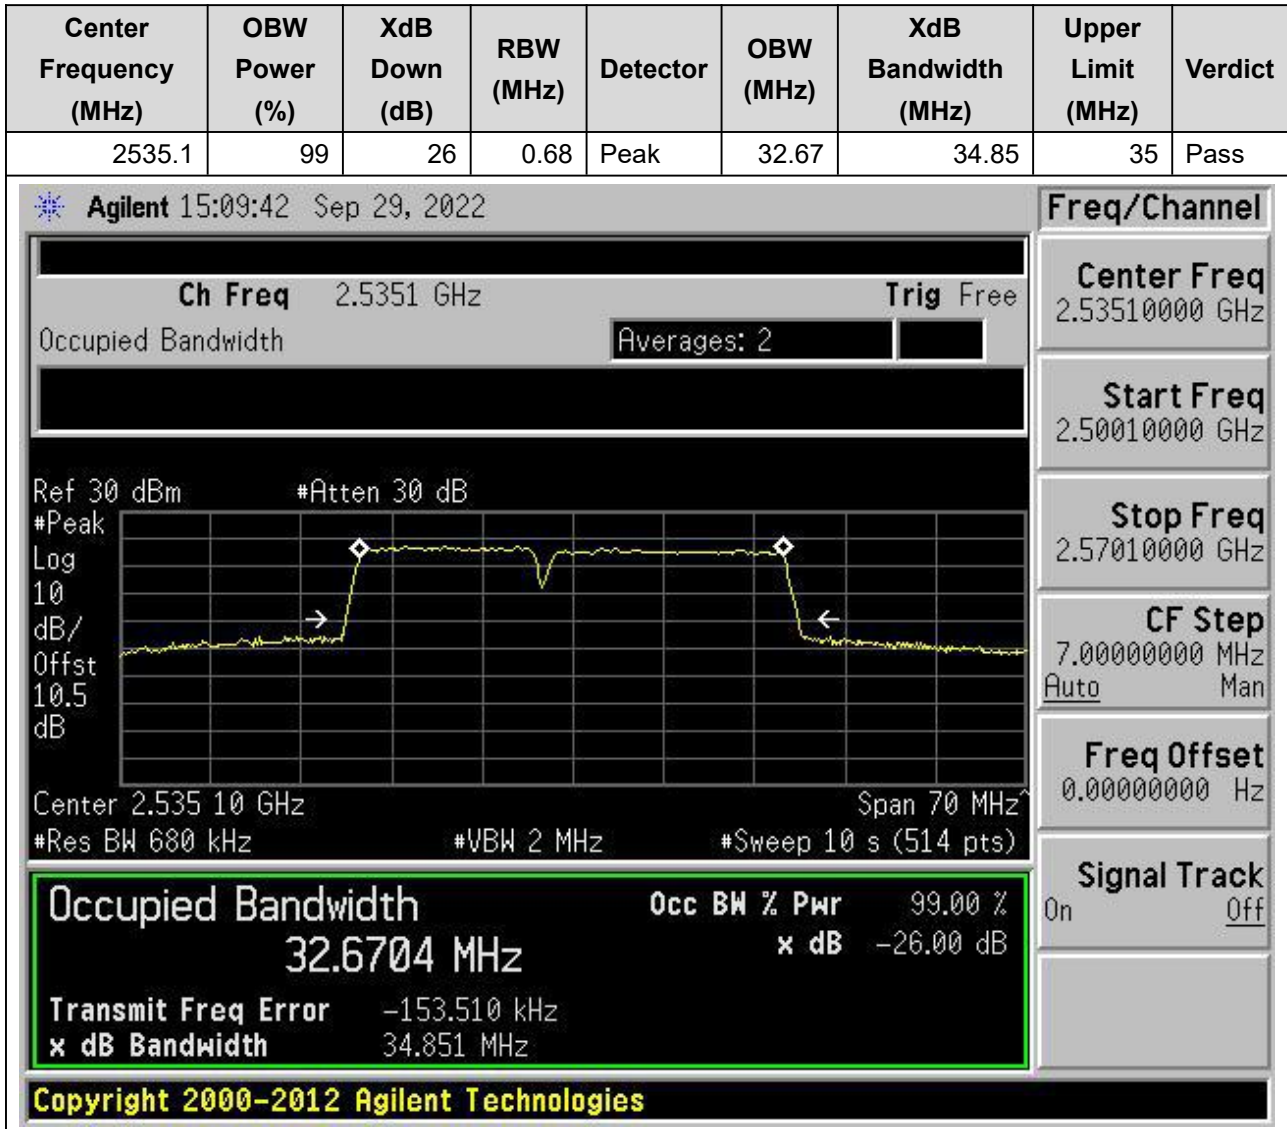 Center Frequency (MHz) OBW Power (%) XdB Down (dB) RBW (MHz) Detector OBW (MHz) XdB Bandwidth (MHz) Upper Limit (MHz) Verdict
2535.1 99 26 0.68 Peak 32.67 34.85 35 Pass
Agilent 15:09:42 Sep 29, 2022
Ch Freq 2.5351 GHz Trig Free
Occupied Bandwidth Averages: 2
Ref 30 dBm #Atten 30 dB
#Peak
Log
10
dB/
Offst
10.5
dB
Center 2.535 10 GHz Span 70 MHz^
#Res BW 680 kHz #VBW 2 MHz #Sweep 10 s (514 pts)
Occupied Bandwidth Occ BW % Pwr 99.00 %
32.6704 MHz x dB -26.00 dB
Transmit Freq Error -153.510 kHz
x dB Bandwidth 34.851 MHz
Copyright 2000-2012 Agilent Technologies
Freq/Channel
Center Freq
2.53510000 GHz
Start Freq
2.50010000 GHz
Stop Freq
2.57010000 GHz
CF Step
7.00000000 MHz
Auto Man
Freq Offset
0.00000000 Hz
Signal Track
On Off